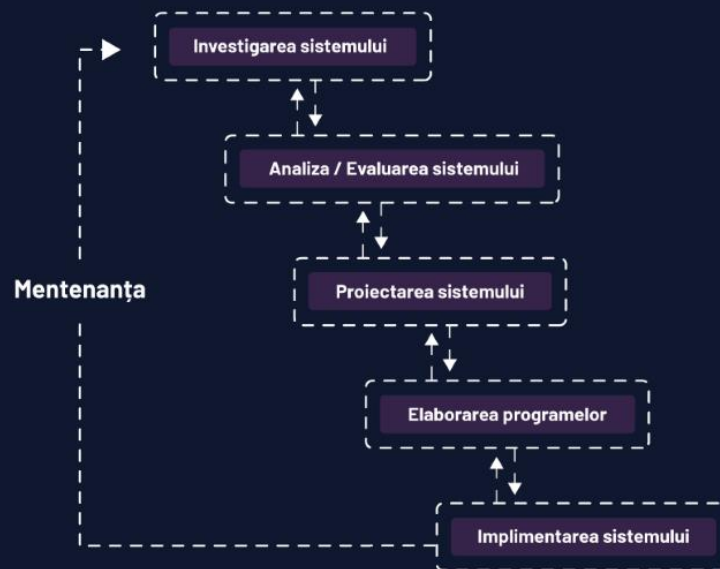 Investigarea sistemului
Analiza / Evaluarea sistemului
Mentenanța
Proiectarea sistemului
Elaborarea programelor
Implimentarea sistemului